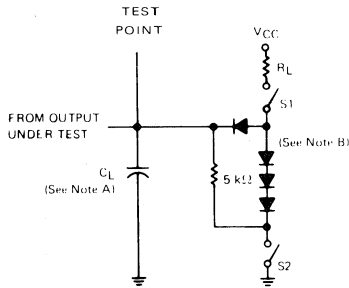 TEST
POINT
VCC
RL
S1
FROM OUTPUT
UNDER TEST
(See Note B)
CL
(See Note A)
5 kΩ
S2